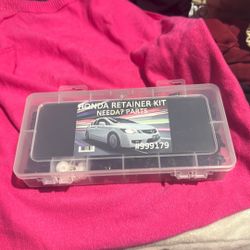 HONDA RETAINER KIT
NEEDA? PARTS
#999179